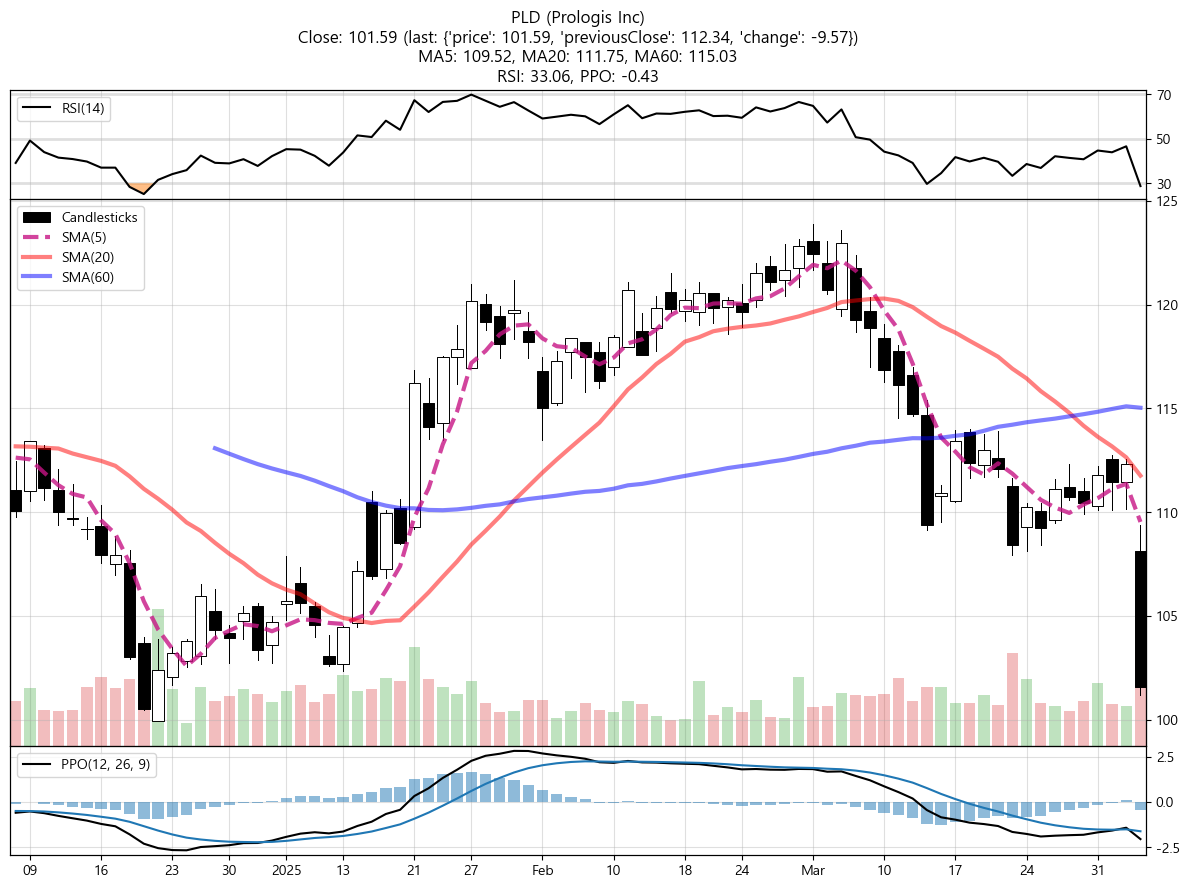 PLD (Prologis Inc)
Close: 101.59 (last: {'price': 101.59, 'previousClose': 112.34, 'change': -9.57})
MA5: 109.52, MA20: 111.75, MA60: 115.03
RSI: 33.06, PPO: -0.43
RSI(14)
70
50
30
Candlesticks
SMA(5)
SMA(20)
SMA(60)
125
120
115
110
105
100
PPO(12, 26, 9)
2.5
0.0
−2.5
09 16 23 30 2025 13 21 27 Feb 10 18 24 Mar 10 17 24 31